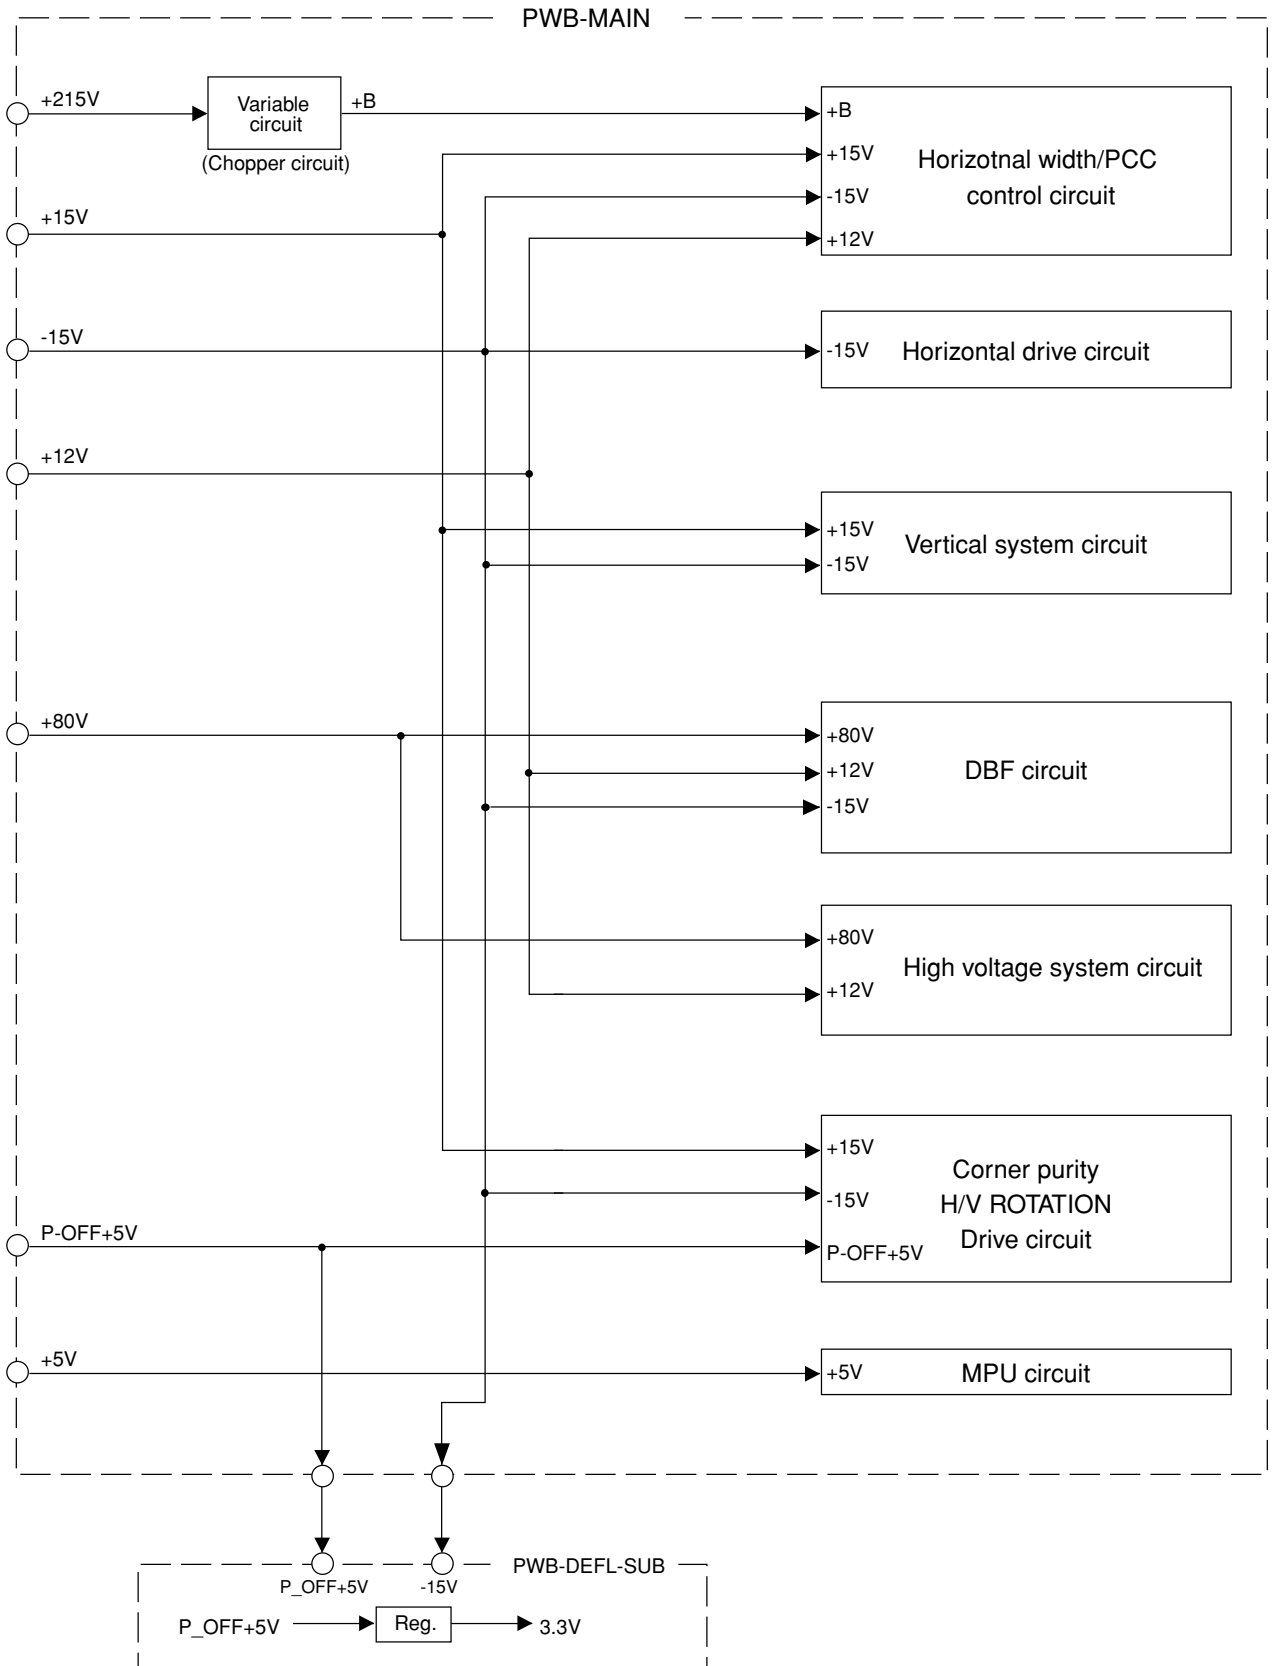 PWB-MAIN
+215V
Variable
circuit
(Chopper circuit)
+B
+B
+15V
-15V
+12V
Horizotnal width/PCC
control circuit
+15V
-15V
-15V
Horizontal drive circuit
+12V
+15V
-15V
Vertical system circuit
+80V
+80V
+12V
-15V
DBF circuit
+80V
+12V
High voltage system circuit
+15V
-15V
P-OFF+5V
Corner purity
H/V ROTATION
Drive circuit
P-OFF+5V
+5V
+5V
MPU circuit
PWB-DEFL-SUB
P_OFF+5V
-15V
P_OFF+5V
Reg.
3.3V